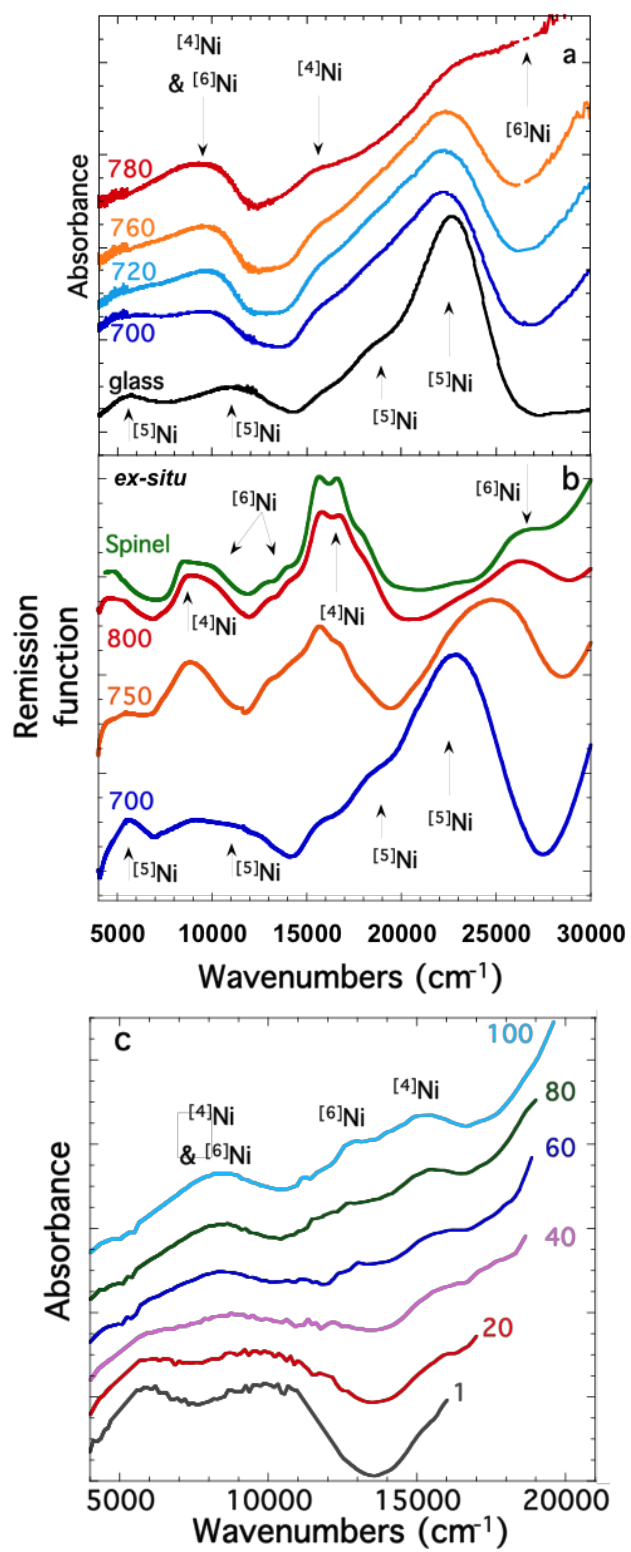 a
[4]Ni
& [6]Ni
[4]Ni
[6]Ni
780
760
720
700
glass
[5]Ni
[5]Ni
[5]Ni
[5]Ni
Absorbance
ex-situ
b
[6]Ni
[6]Ni
Spinel
[4]Ni
[4]Ni
800
750
700
[5]Ni
[5]Ni
[5]Ni
[5]Ni
Remission
function
5000 10000 15000 20000 25000 30000
Wavenumbers (cm-1)
c
100
[4]Ni
80
[4]Ni
& [6]Ni
[6]Ni
60
40
20
1
Absorbance
5000 10000 15000 20000
Wavenumbers (cm-1)